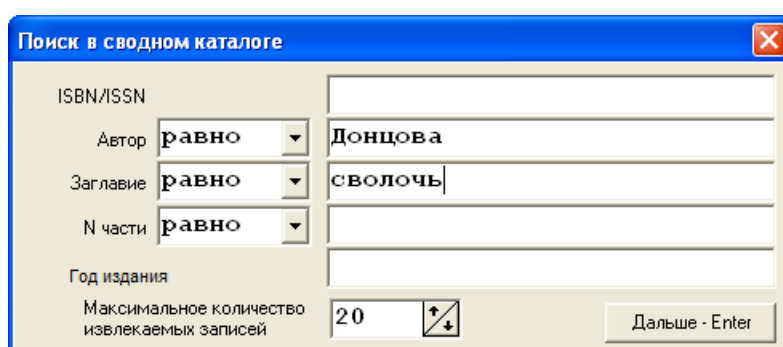 Поиск в сводном каталоге
ISBN/ISSN
Автор равно Донцова
Заглавие равно сволочь
N части равно
Год издания
Максимальное количество
извлекаемых записей 20 Дальше - Enter